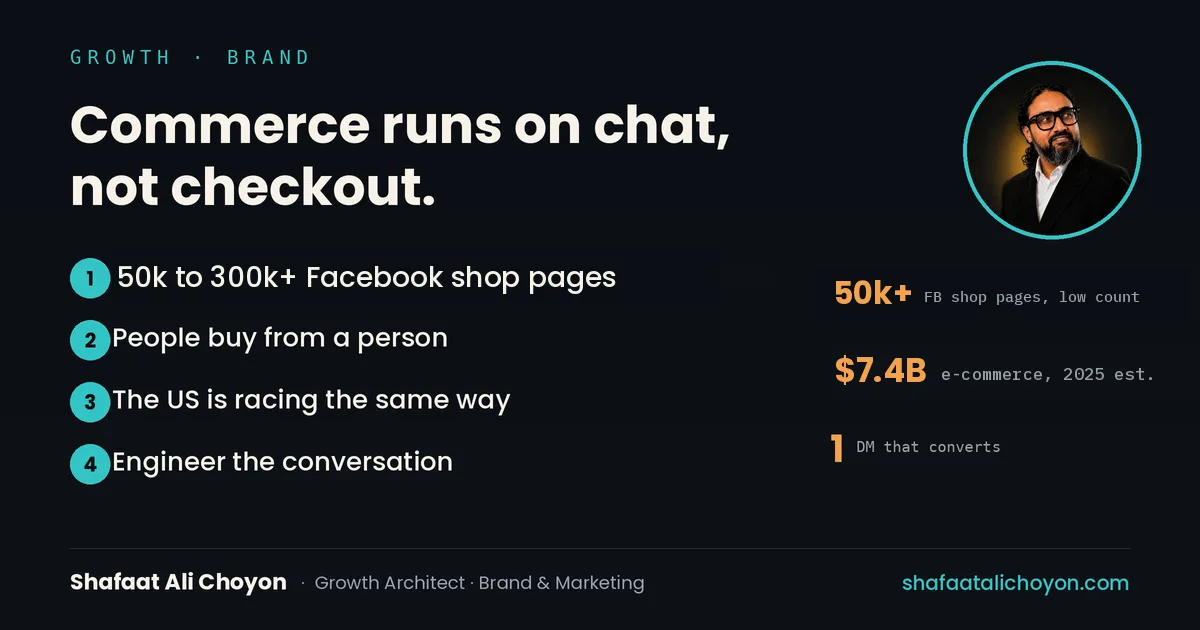 GROWTH · BRAND
Commerce runs on chat,
not checkout.
1 50k to 300k+ Facebook shop pages
2 People buy from a person
3 The US is racing the same way
4 Engineer the conversation
50k+ FB shop pages, low count
$7.4B e-commerce, 2025 est.
1 DM that converts
Shafaat Ali Choyon · Growth Architect · Brand & Marketing
shafaatalichoyon.com